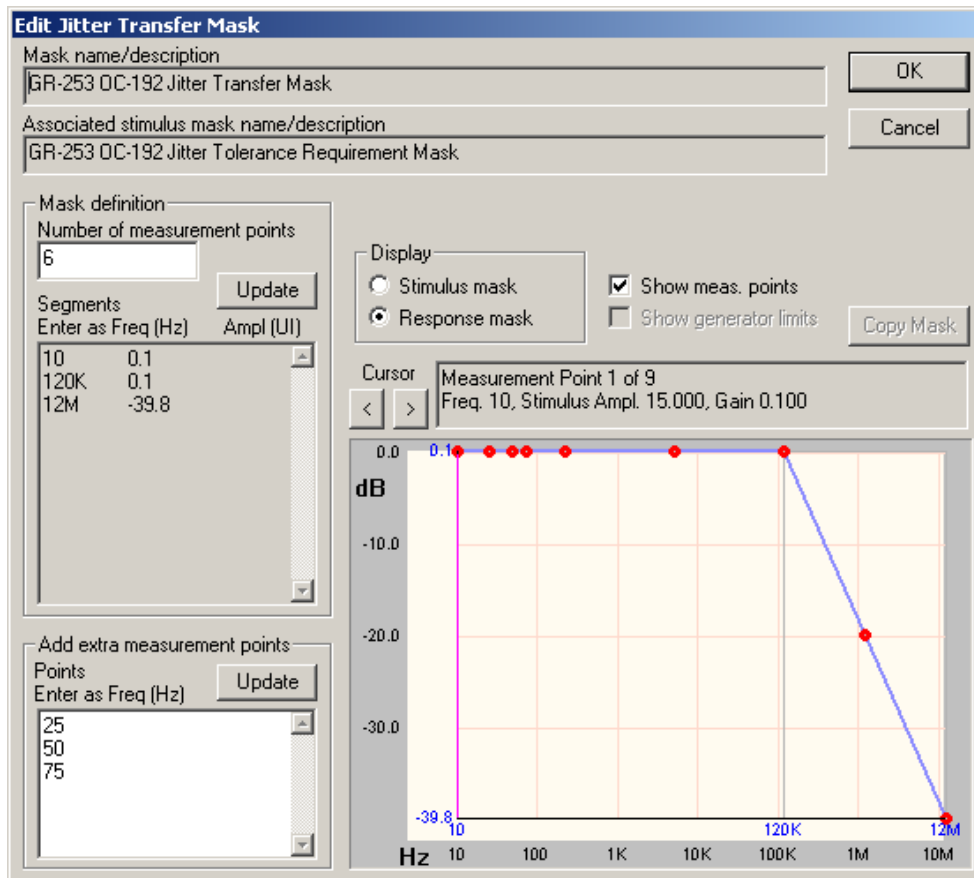 Edit Jitter Transfer Mask
Mask name/description
GR-253 OC-192 Jitter Transfer Mask
OK
Associated stimulus mask name/description
GR-253 OC-192 Jitter Tolerance Requirement Mask
Cancel
Mask definition
Number of measurement points
6
Update
Segments
Enter as Freq (Hz) Ampl (UI)
10 0.1
120K 0.1
12M -39.8
Display
Stimulus mask
Response mask
Show meas. points
Show generator limits
Copy Mask
Cursor
< >
Measurement Point 1 of 9
Freq. 10, Stimulus Ampl. 15.000, Gain 0.100
Add extra measurement points
Points
Enter as Freq (Hz)
Update
25
50
75
0.0 0.1
dB
-10.0
-20.0
-30.0
-39.8
10 120K 12M
Hz 10 100 1K 10K 100K 1M 10M